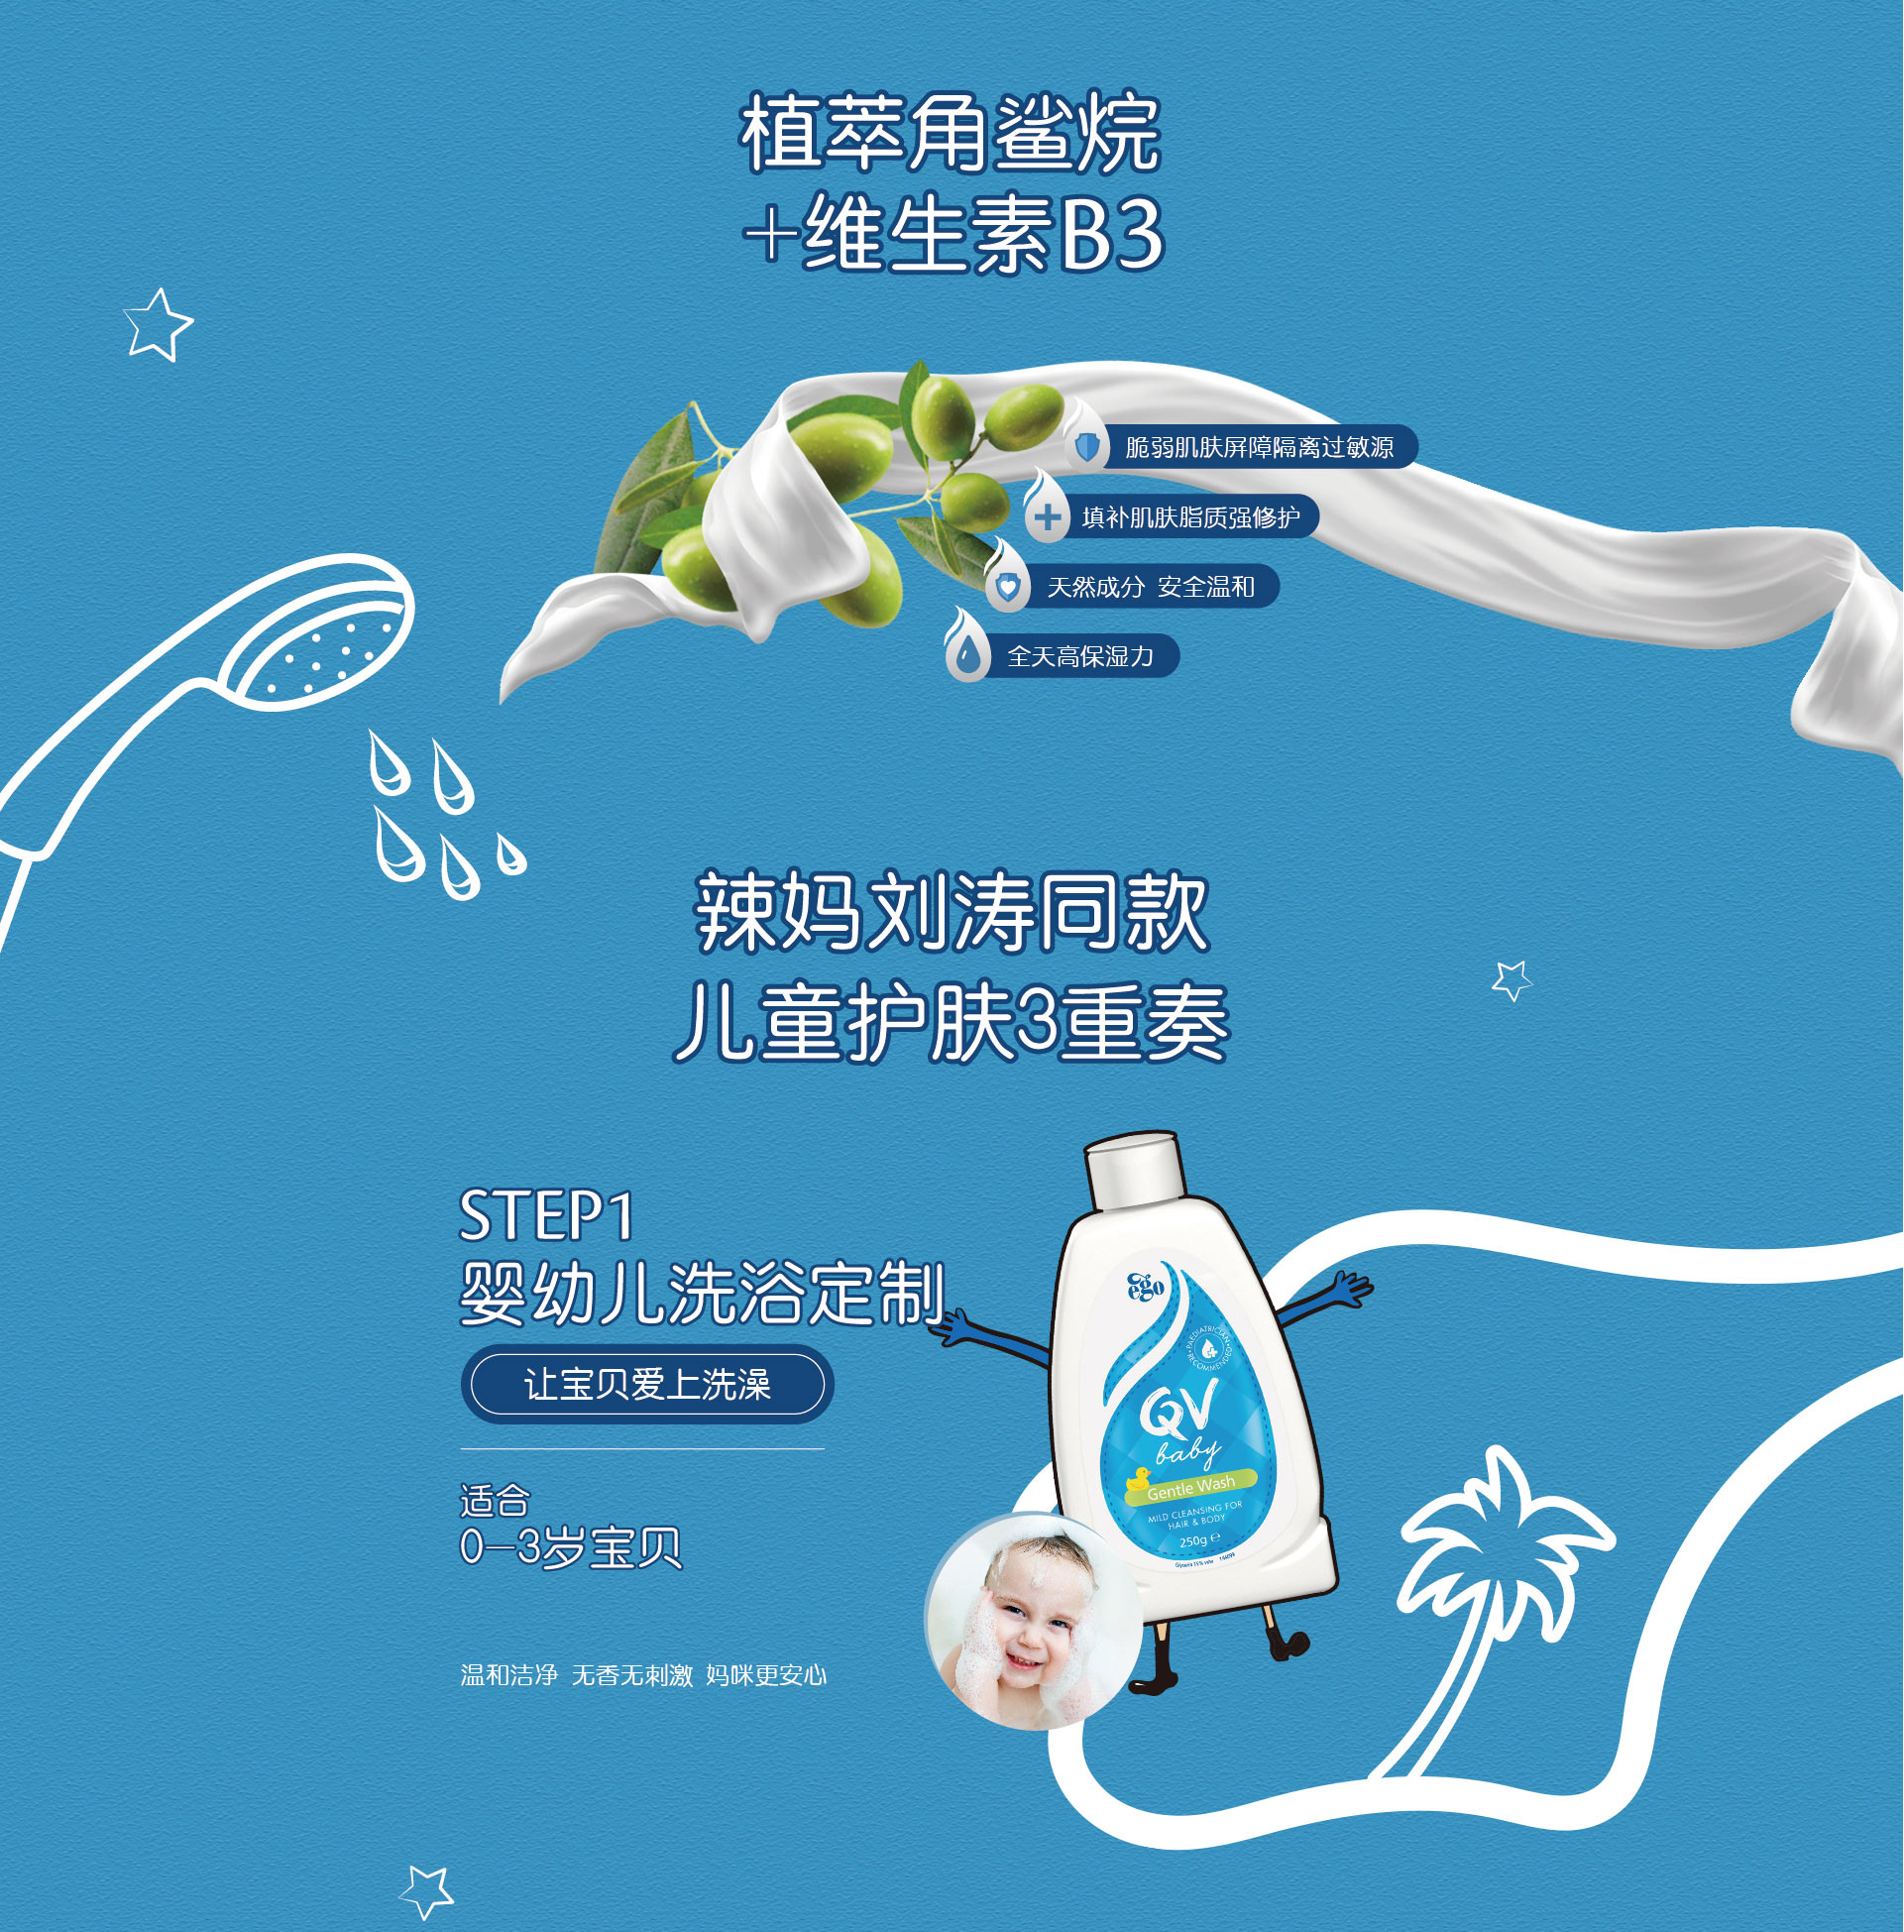 植萃角鲨烷
+维生素B3
脆弱肌肤屏障隔离过敏源
填补肌肤脂质强修护
天然成分 安全温和
全天高保湿力
辣妈刘涛同款
儿童护肤3重奏
STEP1
婴幼儿洗浴定制
让宝贝爱上洗澡
适合
0-3岁宝贝
温和洁净 无香无刺激 妈咪更安心
ego
PAEDIATRICIAN
RECOMMENDED
QV
baby
Gentle Wash
MILD CLEANSING FOR
HAIR & BODY
250g ℮